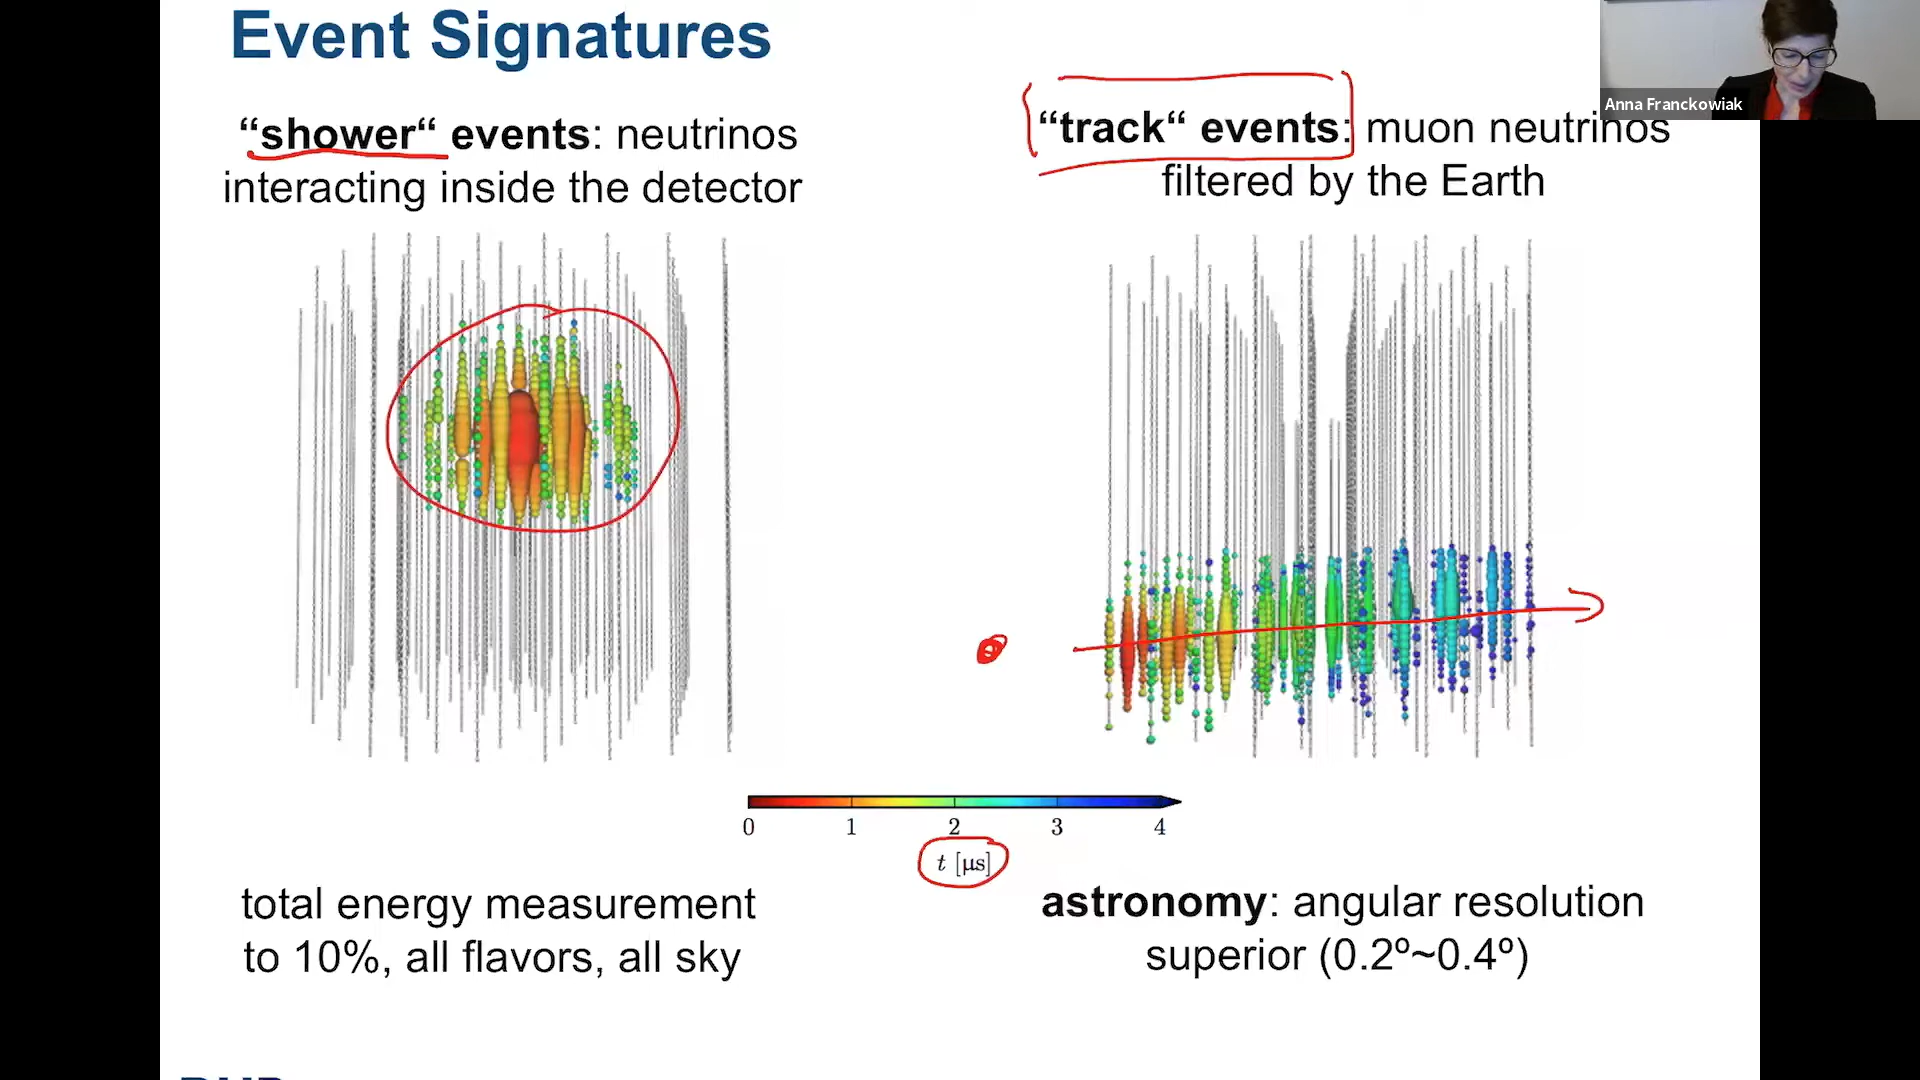 Event Signatures
Anna Franckowiak
“shower“ events: neutrinos
interacting inside the detector
“track“ events: muon neutrinos
filtered by the Earth
0 1 2 3 4
t [μs]
total energy measurement
to 10%, all flavors, all sky
astronomy: angular resolution
superior (0.2º~0.4º)